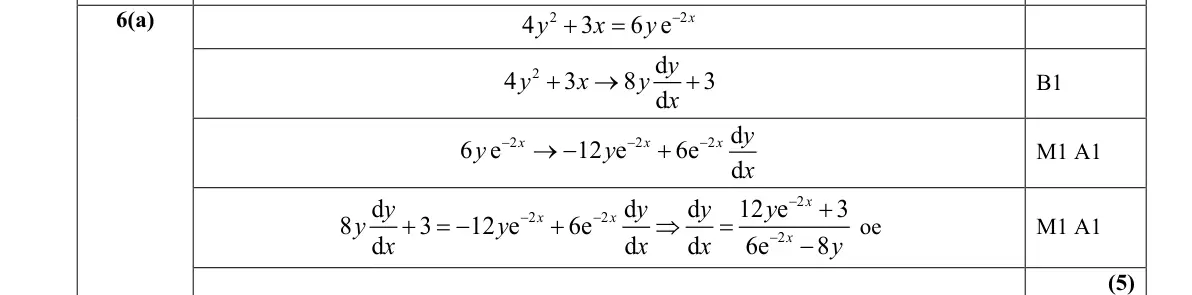 6(a)
4y² + 3x = 6y e⁻²ˣ
4y² + 3x → 8y dy/dx + 3 B1
6y e⁻²ˣ → −12ye⁻²ˣ + 6e⁻²ˣ dy/dx M1 A1
8y dy/dx + 3 = −12ye⁻²ˣ + 6e⁻²ˣ dy/dx ⇒ dy/dx = (12ye⁻²ˣ + 3)/(6e⁻²ˣ − 8y) oe M1 A1
(5)